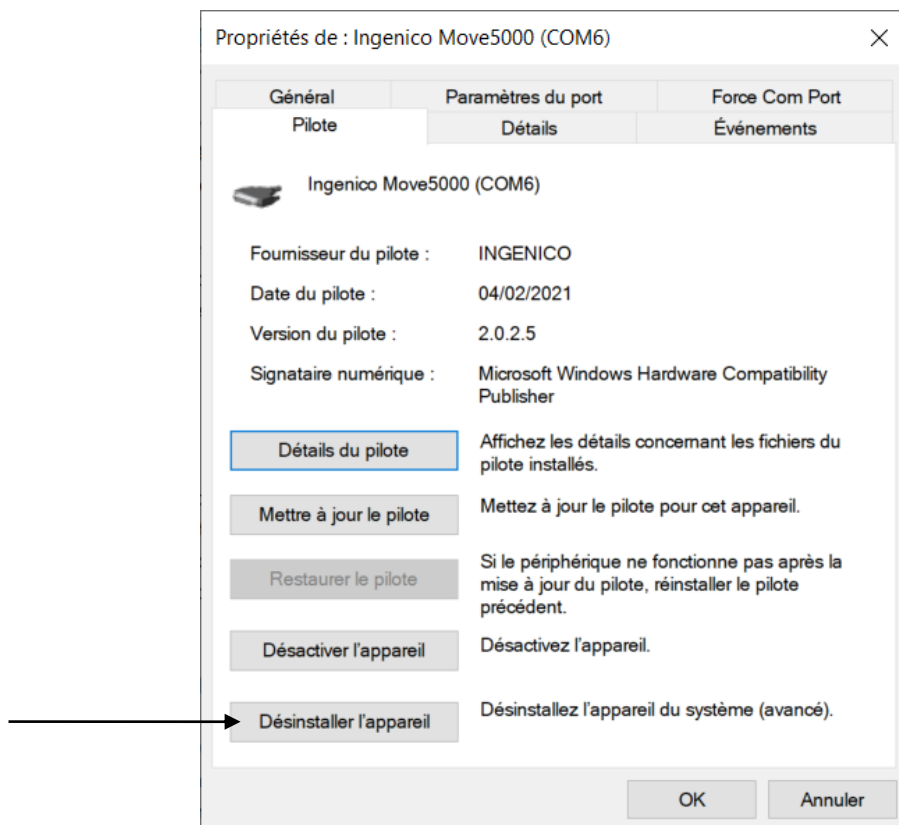 Propriétés de : Ingenico Move5000 (COM6)
Général
Paramètres du port
Force Com Port
Pilote
Détails
Événements
Ingenico Move5000 (COM6)
Fournisseur du pilote :
INGENICO
Date du pilote :
04/02/2021
Version du pilote :
2.0.2.5
Signataire numérique :
Microsoft Windows Hardware Compatibility
Publisher
Détails du pilote
Affichez les détails concernant les fichiers du
pilote installés.
Mettre à jour le pilote
Mettez à jour le pilote pour cet appareil.
Restaurer le pilote
Si le périphérique ne fonctionne pas après la
mise à jour du pilote, réinstaller le pilote
précédent.
Désactiver l'appareil
Désactivez l'appareil.
Désinstaller l'appareil
Désinstallez l'appareil du système (avancé).
OK
Annuler